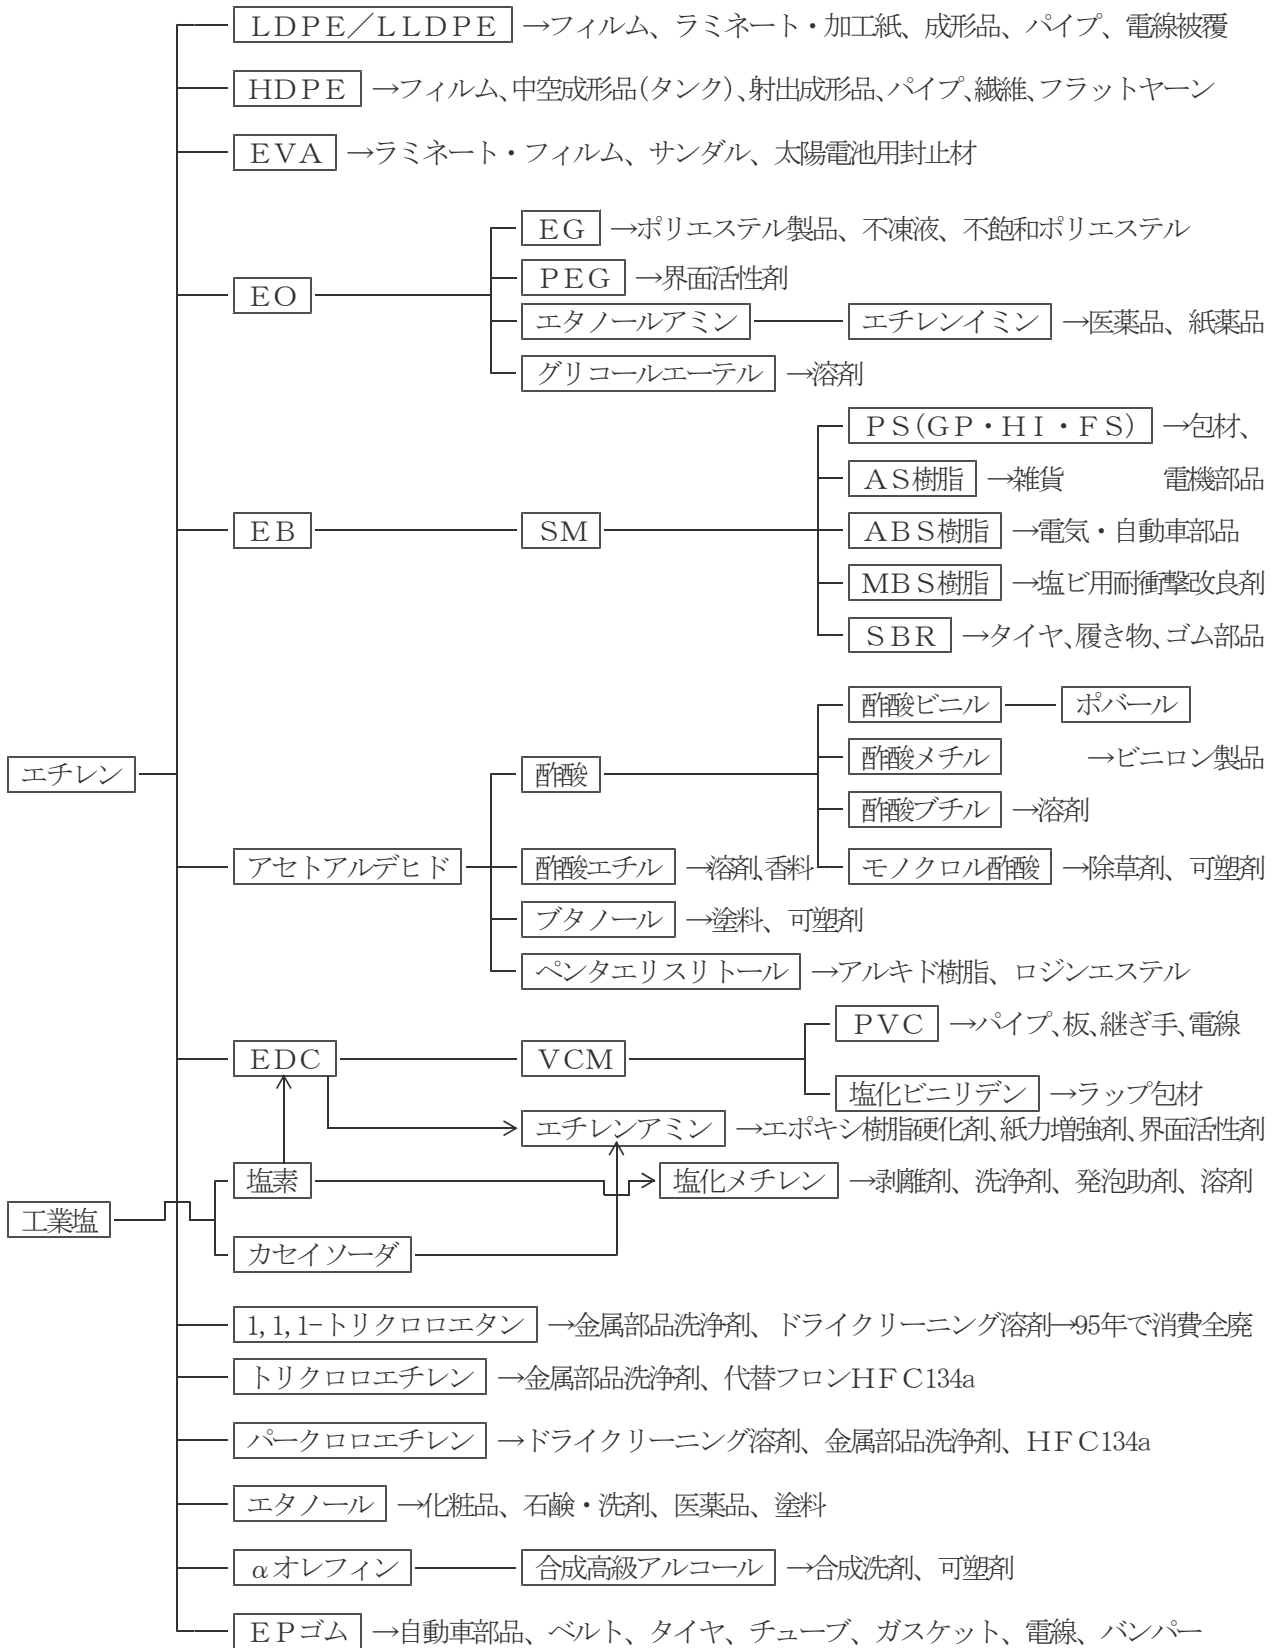 ＬＤＰＥ／ＬＬＤＰＥ →フィルム、ラミネート・加工紙、成形品、パイプ、電線被覆
ＨＤＰＥ →フィルム、中空成形品(タンク)、射出成形品、パイプ、繊維、フラットヤーン
ＥＶＡ →ラミネート・フィルム、サンダル、太陽電池用封止材
ＥＧ →ポリエステル製品、不凍液、不飽和ポリエステル
ＰＥＧ →界面活性剤
ＥＯ
エタノールアミン エチレンイミン →医薬品、紙薬品
グリコールエーテル →溶剤
ＰＳ(ＧＰ・ＨＩ・ＦＳ) →包材、
ＡＳ樹脂 →雑貨 電機部品
ＥＢ ＳＭ ＡＢＳ樹脂 →電気・自動車部品
ＭＢＳ樹脂 →塩ビ用耐衝撃改良剤
ＳＢＲ →タイヤ、履き物、ゴム部品
酢酸ビニル ポバール
エチレン 酢酸 酢酸メチル →ビニロン製品
酢酸ブチル →溶剤
アセトアルデヒド 酢酸エチル →溶剤、香料 モノクロル酢酸 →除草剤、可塑剤
ブタノール →塗料、可塑剤
ペンタエリスリトール →アルキド樹脂、ロジンエステル
ＰＶＣ →パイプ、板、継ぎ手、電線
ＥＤＣ ＶＣＭ
塩化ビニリデン →ラップ包材
エチレンアミン →エポキシ樹脂硬化剤、紙力増強剤、界面活性剤
塩素 塩化メチレン →剥離剤、洗浄剤、発泡助剤、溶剤
工業塩
カセイソーダ
1,1,1-トリクロロエタン →金属部品洗浄剤、ドライクリーニング溶剤→95年で消費全廃
トリクロロエチレン →金属部品洗浄剤、代替フロンＨＦＣ134a
パークロロエチレン →ドライクリーニング溶剤、金属部品洗浄剤、ＨＦＣ134a
エタノール →化粧品、石鹸・洗剤、医薬品、塗料
αオレフィン 合成高級アルコール →合成洗剤、可塑剤
ＥＰゴム →自動車部品、ベルト、タイヤ、チューブ、ガスケット、電線、バンパー